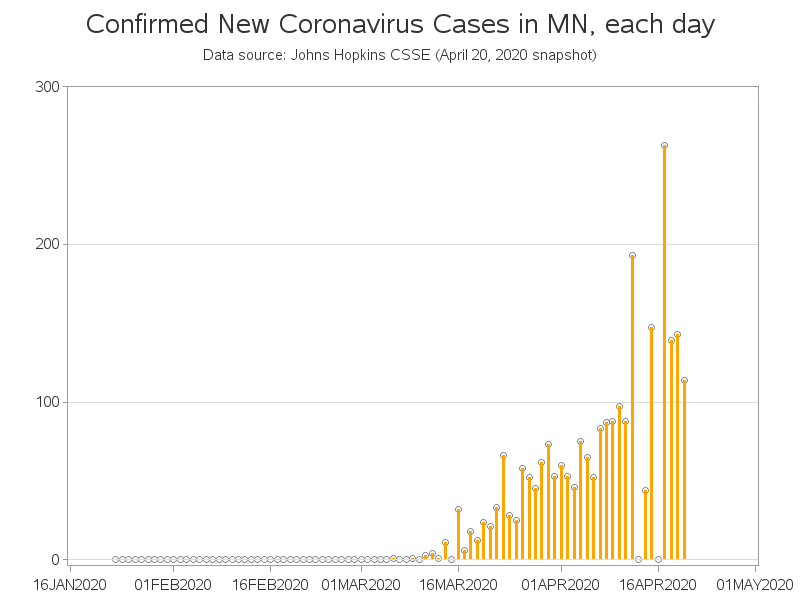 Confirmed New Coronavirus Cases in MN, each day
Data source: Johns Hopkins CSSE (April 20, 2020 snapshot)
300
200
100
0
16JAN2020 01FEB2020 16FEB2020 01MAR2020 16MAR2020 01APR2020 16APR2020 01MAY2020